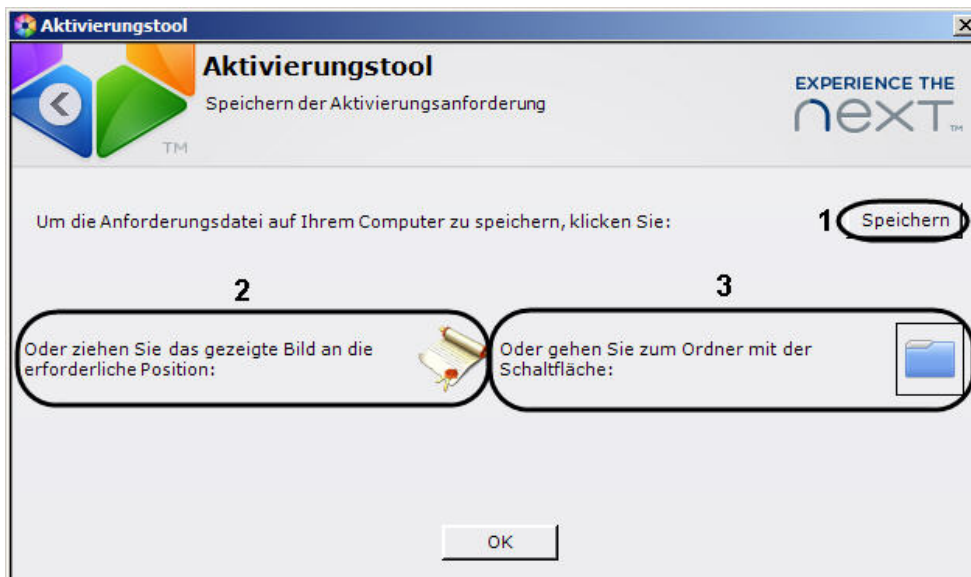 Aktivierungstool
Aktivierungstool
Speichern der Aktivierungsanforderung
EXPERIENCE THE
next™
TM
Um die Anforderungsdatei auf Ihrem Computer zu speichern, klicken Sie:
1
Speichern
2
3
Oder ziehen Sie das gezeigte Bild an die
erforderliche Position:
Oder gehen Sie zum Ordner mit der
Schaltfläche:
OK